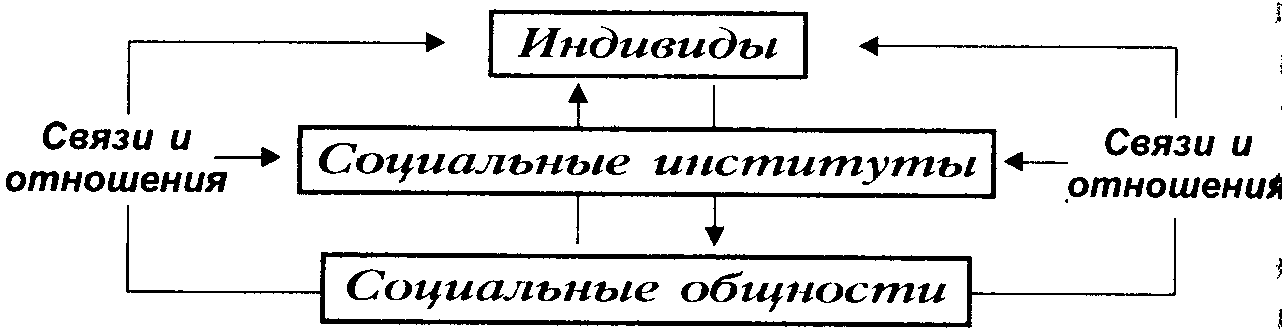 Индивиды
Связи и
отношения
Социальные институты
Связи и
отношения
Социальные общности